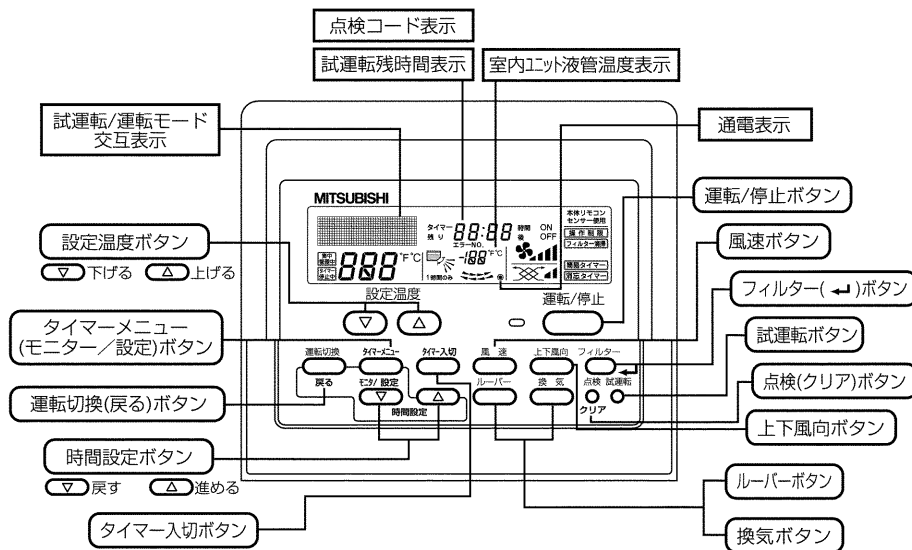 点検コード表示
試運転残時間表示
室内ユニット液管温度表示
試運転/運転モード
交互表示
通電表示
MITSUBISHI
タイマー
残り
88:88
時間
後
ON
OFF
エラーNO.
本体リモコン
センサー使用
操作制限
フィルター清掃
簡易タイマー
消忘タイマー
集中
管理中
タイマー
停止中
888
°F°C
1時間のみ
-188
°F°C
運転/停止ボタン
設定温度ボタン
▽ 下げる △ 上げる
風速ボタン
設定温度
▽ △
運転/停止
フィルター(↵)ボタン
タイマーメニュー
(モニター/設定)ボタン
試運転ボタン
運転切換
タイマーメニュー
タイマー入切
風速
上下風向
フィルター
戻る
モニタ/設定
ルーバー
換気
点検
試運転
▽ △
クリア
時間設定
点検(クリア)ボタン
運転切換(戻る)ボタン
上下風向ボタン
時間設定ボタン
▽ 戻す △ 進める
ルーバーボタン
タイマー入切ボタン
換気ボタン